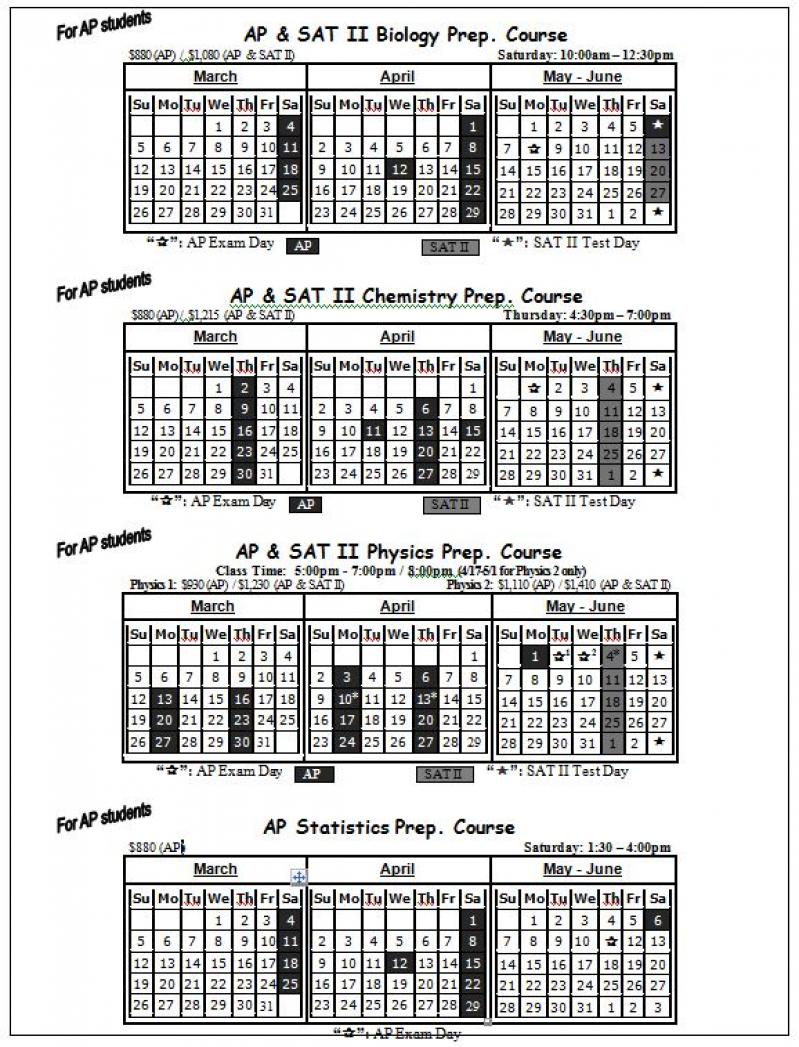 For AP students
AP & SAT II Biology Prep. Course
$880 (AP) / $1,080 (AP & SAT II) Saturday: 10:00am – 12:30pm
March April May - June
Su Mo Tu We Th Fr Sa Su Mo Tu We Th Fr Sa Su Mo Tu We Th Fr Sa
1 2 3 4 1 1 2 3 4 5 ★
5 6 7 8 9 10 11 2 3 4 5 6 7 8 7 ✫ 9 10 11 12 13
12 13 14 15 16 17 18 9 10 11 12 13 14 15 14 15 16 17 18 19 20
19 20 21 22 23 24 25 16 17 18 19 20 21 22 21 22 23 24 25 26 27
26 27 28 29 30 31 23 24 25 26 27 28 29 28 29 30 31 1 2 ★
“✫”: AP Exam Day AP SAT II “★”: SAT II Test Day
For AP students
AP & SAT II Chemistry Prep. Course
$880 (AP) / $1,215 (AP & SAT II) Thursday: 4:30pm – 7:00pm
March April May - June
Su Mo Tu We Th Fr Sa Su Mo Tu We Th Fr Sa Su Mo Tu We Th Fr Sa
1 2 3 4 1 ✫ 2 3 4 5 ★
5 6 7 8 9 10 11 2 3 4 5 6 7 8 7 8 9 10 11 12 13
12 13 14 15 16 17 18 9 10 11 12 13 14 15 14 15 16 17 18 19 20
19 20 21 22 23 24 25 16 17 18 19 20 21 22 21 22 23 24 25 26 27
26 27 28 29 30 31 23 24 25 26 27 28 29 28 29 30 31 1 2 ★
“✫”: AP Exam Day AP SAT II “★”: SAT II Test Day
For AP students
AP & SAT II Physics Prep. Course
Class Time: 5:00pm - 7:00pm / 8:00pm (4/17-5/1 for Physics 2 only)
Physics 1: $930 (AP) / $1,230 (AP & SAT II) Physics 2: $1,110 (AP) / $1,410 (AP & SAT II)
March April May - June
Su Mo Tu We Th Fr Sa Su Mo Tu We Th Fr Sa Su Mo Tu We Th Fr Sa
1 2 3 4 1 1 ✫¹ ✫² 4* 5 ★
5 6 7 8 9 10 11 2 3 4 5 6 7 8 7 8 9 10 11 12 13
12 13 14 15 16 17 18 9 10* 11 12 13* 14 15 14 15 16 17 18 19 20
19 20 21 22 23 24 25 16 17 18 19 20 21 22 21 22 23 24 25 26 27
26 27 28 29 30 31 23 24 25 26 27 28 29 28 29 30 31 1 2 ★
“✫”: AP Exam Day AP SAT II “★”: SAT II Test Day
For AP students
AP Statistics Prep. Course
$880 (AP) Saturday: 1:30 – 4:00pm
March April May - June
Su Mo Tu We Th Fr Sa Su Mo Tu We Th Fr Sa Su Mo Tu We Th Fr Sa
1 2 3 4 1 1 2 3 4 5 6
5 6 7 8 9 10 11 2 3 4 5 6 7 8 7 8 9 10 ✫ 12 13
12 13 14 15 16 17 18 9 10 11 12 13 14 15 14 15 16 17 18 19 20
19 20 21 22 23 24 25 16 17 18 19 20 21 22 21 22 23 24 25 26 27
26 27 28 29 30 31 23 24 25 26 27 28 29 28 29 30 31 1 2 3
“✫”: AP Exam Day